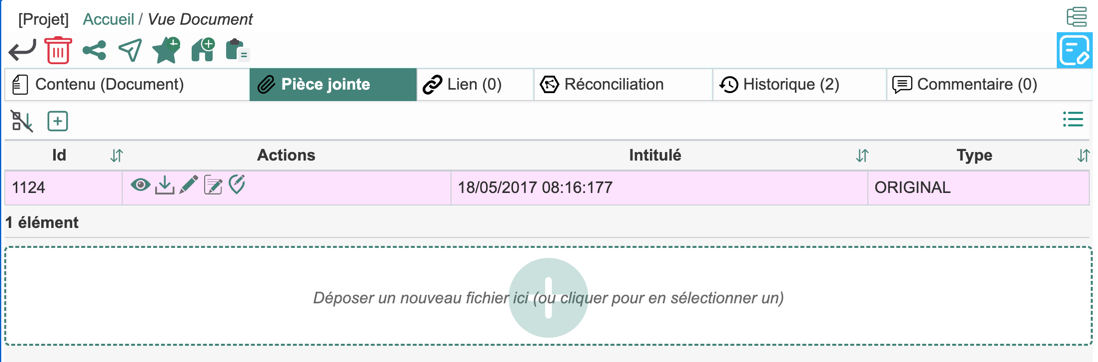 [Projet] Accueil / Vue Document
Contenu (Document) Pièce jointe Lien (0) Réconciliation Historique (2) Commentaire (0)
Id Actions Intitulé Type
1124 18/05/2017 08:16:177 ORIGINAL
1 élément
Déposer un nouveau fichier ici (ou cliquer pour en sélectionner un)